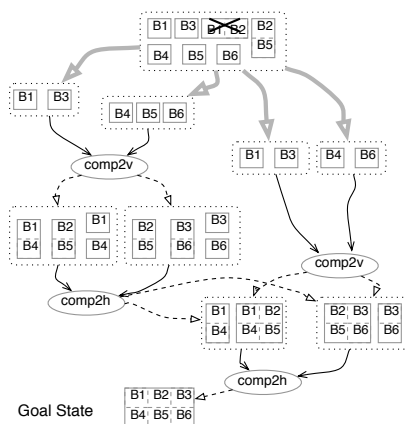 B1 B3 B1 B2 B2
B5
B4 B5 B6
B1 B3
B4 B5 B6
B1 B3 B4 B6
comp2v
B1 B2 B1 B2 B3 B3
B4 B5 B4 B5 B6 B6
comp2v
comp2h
B1 B1 B2 B2 B3 B3
B4 B4 B5 B5 B6 B6
comp2h
B1 B2 B3
Goal State B4 B5 B6